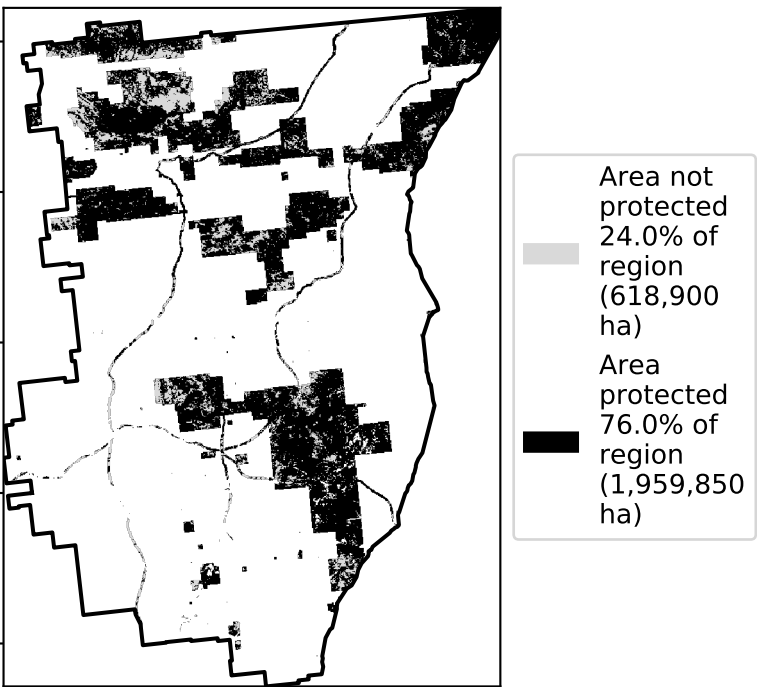 Area not
protected
24.0% of
region
(618,900
ha)
Area
protected
76.0% of
region
(1,959,850
ha)